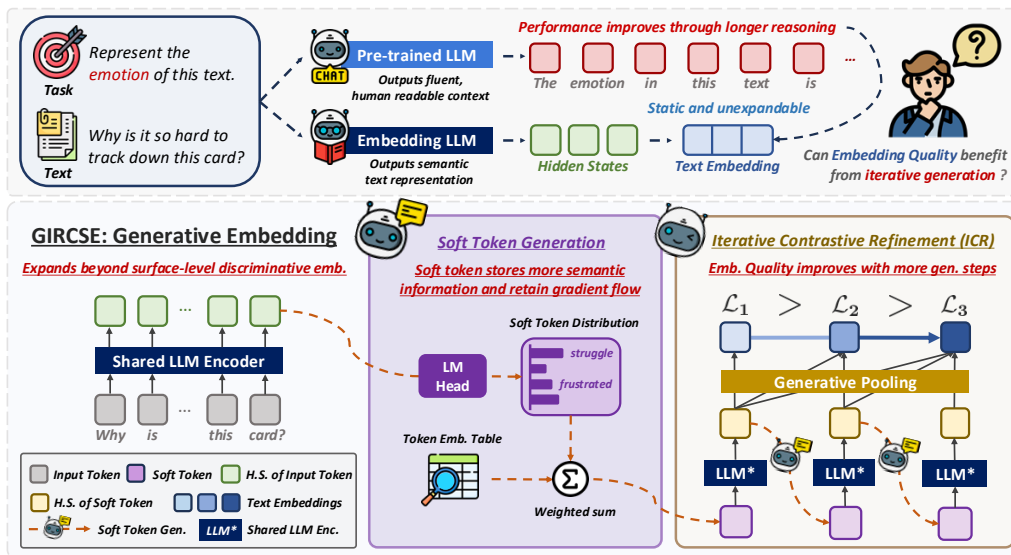 Represent the
emotion of this text.
Task
Why is it so hard to
track down this card?
Text
CHAT
Pre-trained LLM
Outputs fluent,
human readable context
Embedding LLM
Outputs semantic
text representation
Performance improves through longer reasoning
...
The emotion in this text is
Static and unexpandable
Hidden States
Text Embedding
?
Can Embedding Quality benefit
from iterative generation ?
GIRCSE: Generative Embedding
Expands beyond surface-level discriminative emb.
...
Shared LLM Encoder
...
Why is this card?
Input Token
Soft Token
H.S. of Input Token
H.S. of Soft Token
Text Embeddings
Soft Token Gen.
LLM* Shared LLM Enc.
Soft Token Generation
Soft token stores more semantic
information and retain gradient flow
Soft Token Distribution
LM
Head
struggle
frustrated
Token Emb. Table
Σ
Weighted sum
Iterative Contrastive Refinement (ICR)
Emb. Quality improves with more gen. steps
ℒ1 > ℒ2 > ℒ3
Generative Pooling
LLM* LLM* LLM*